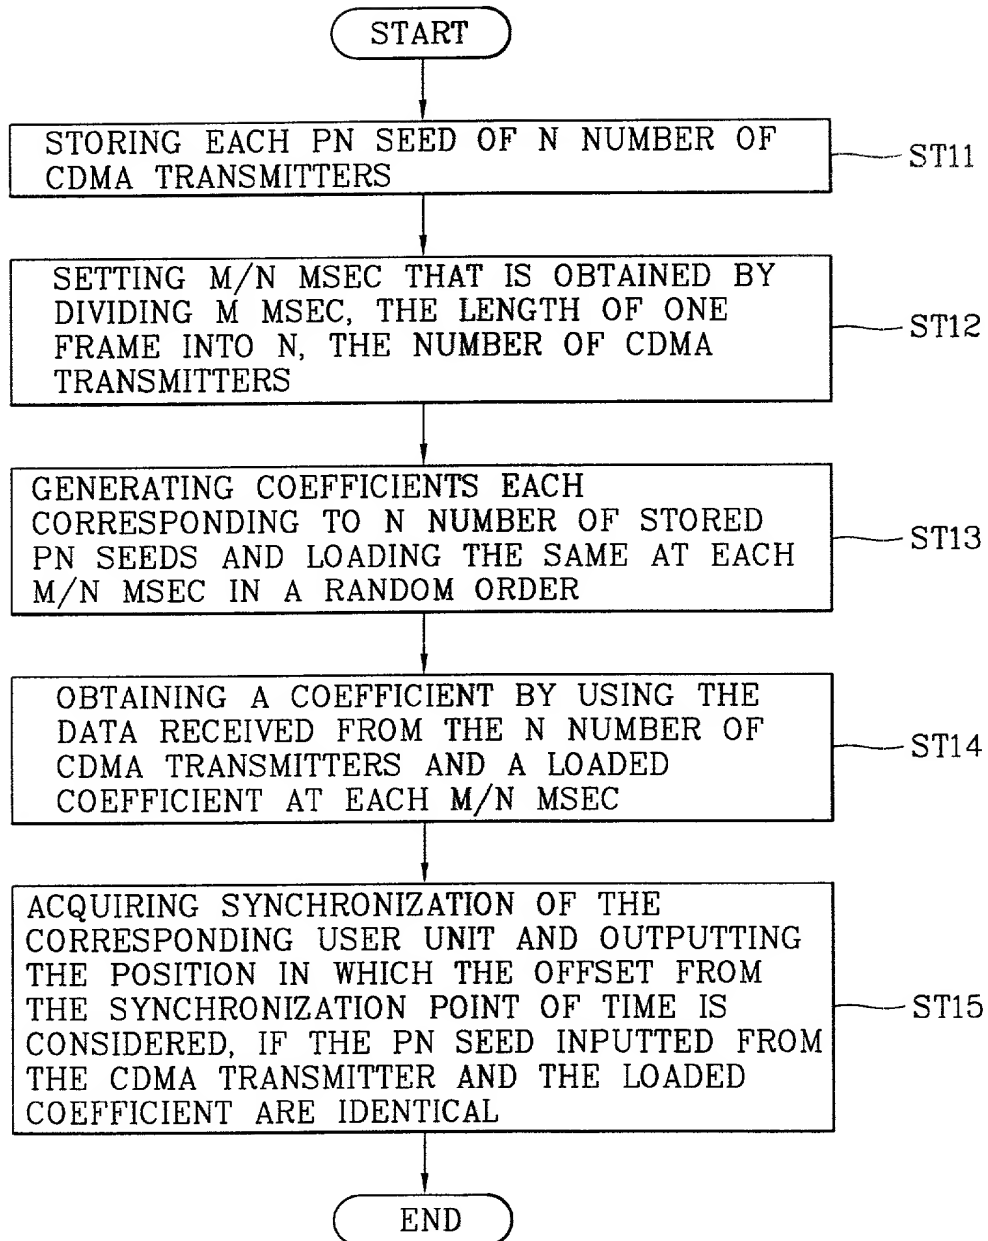 START
STORING EACH PN SEED OF N NUMBER OF
CDMA TRANSMITTERS
ST11
SETTING M/N MSEC THAT IS OBTAINED BY
DIVIDING M MSEC, THE LENGTH OF ONE
FRAME INTO N, THE NUMBER OF CDMA
TRANSMITTERS
ST12
GENERATING COEFFICIENTS EACH
CORRESPONDING TO N NUMBER OF STORED
PN SEEDS AND LOADING THE SAME AT EACH
M/N MSEC IN A RANDOM ORDER
ST13
OBTAINING A COEFFICIENT BY USING THE
DATA RECEIVED FROM THE N NUMBER OF
CDMA TRANSMITTERS AND A LOADED
COEFFICIENT AT EACH M/N MSEC
ST14
ACQUIRING SYNCHRONIZATION OF THE
CORRESPONDING USER UNIT AND OUTPUTTING
THE POSITION IN WHICH THE OFFSET FROM
THE SYNCHRONIZATION POINT OF TIME IS
CONSIDERED, IF THE PN SEED INPUTTED FROM
THE CDMA TRANSMITTER AND THE LOADED
COEFFICIENT ARE IDENTICAL
ST15
END